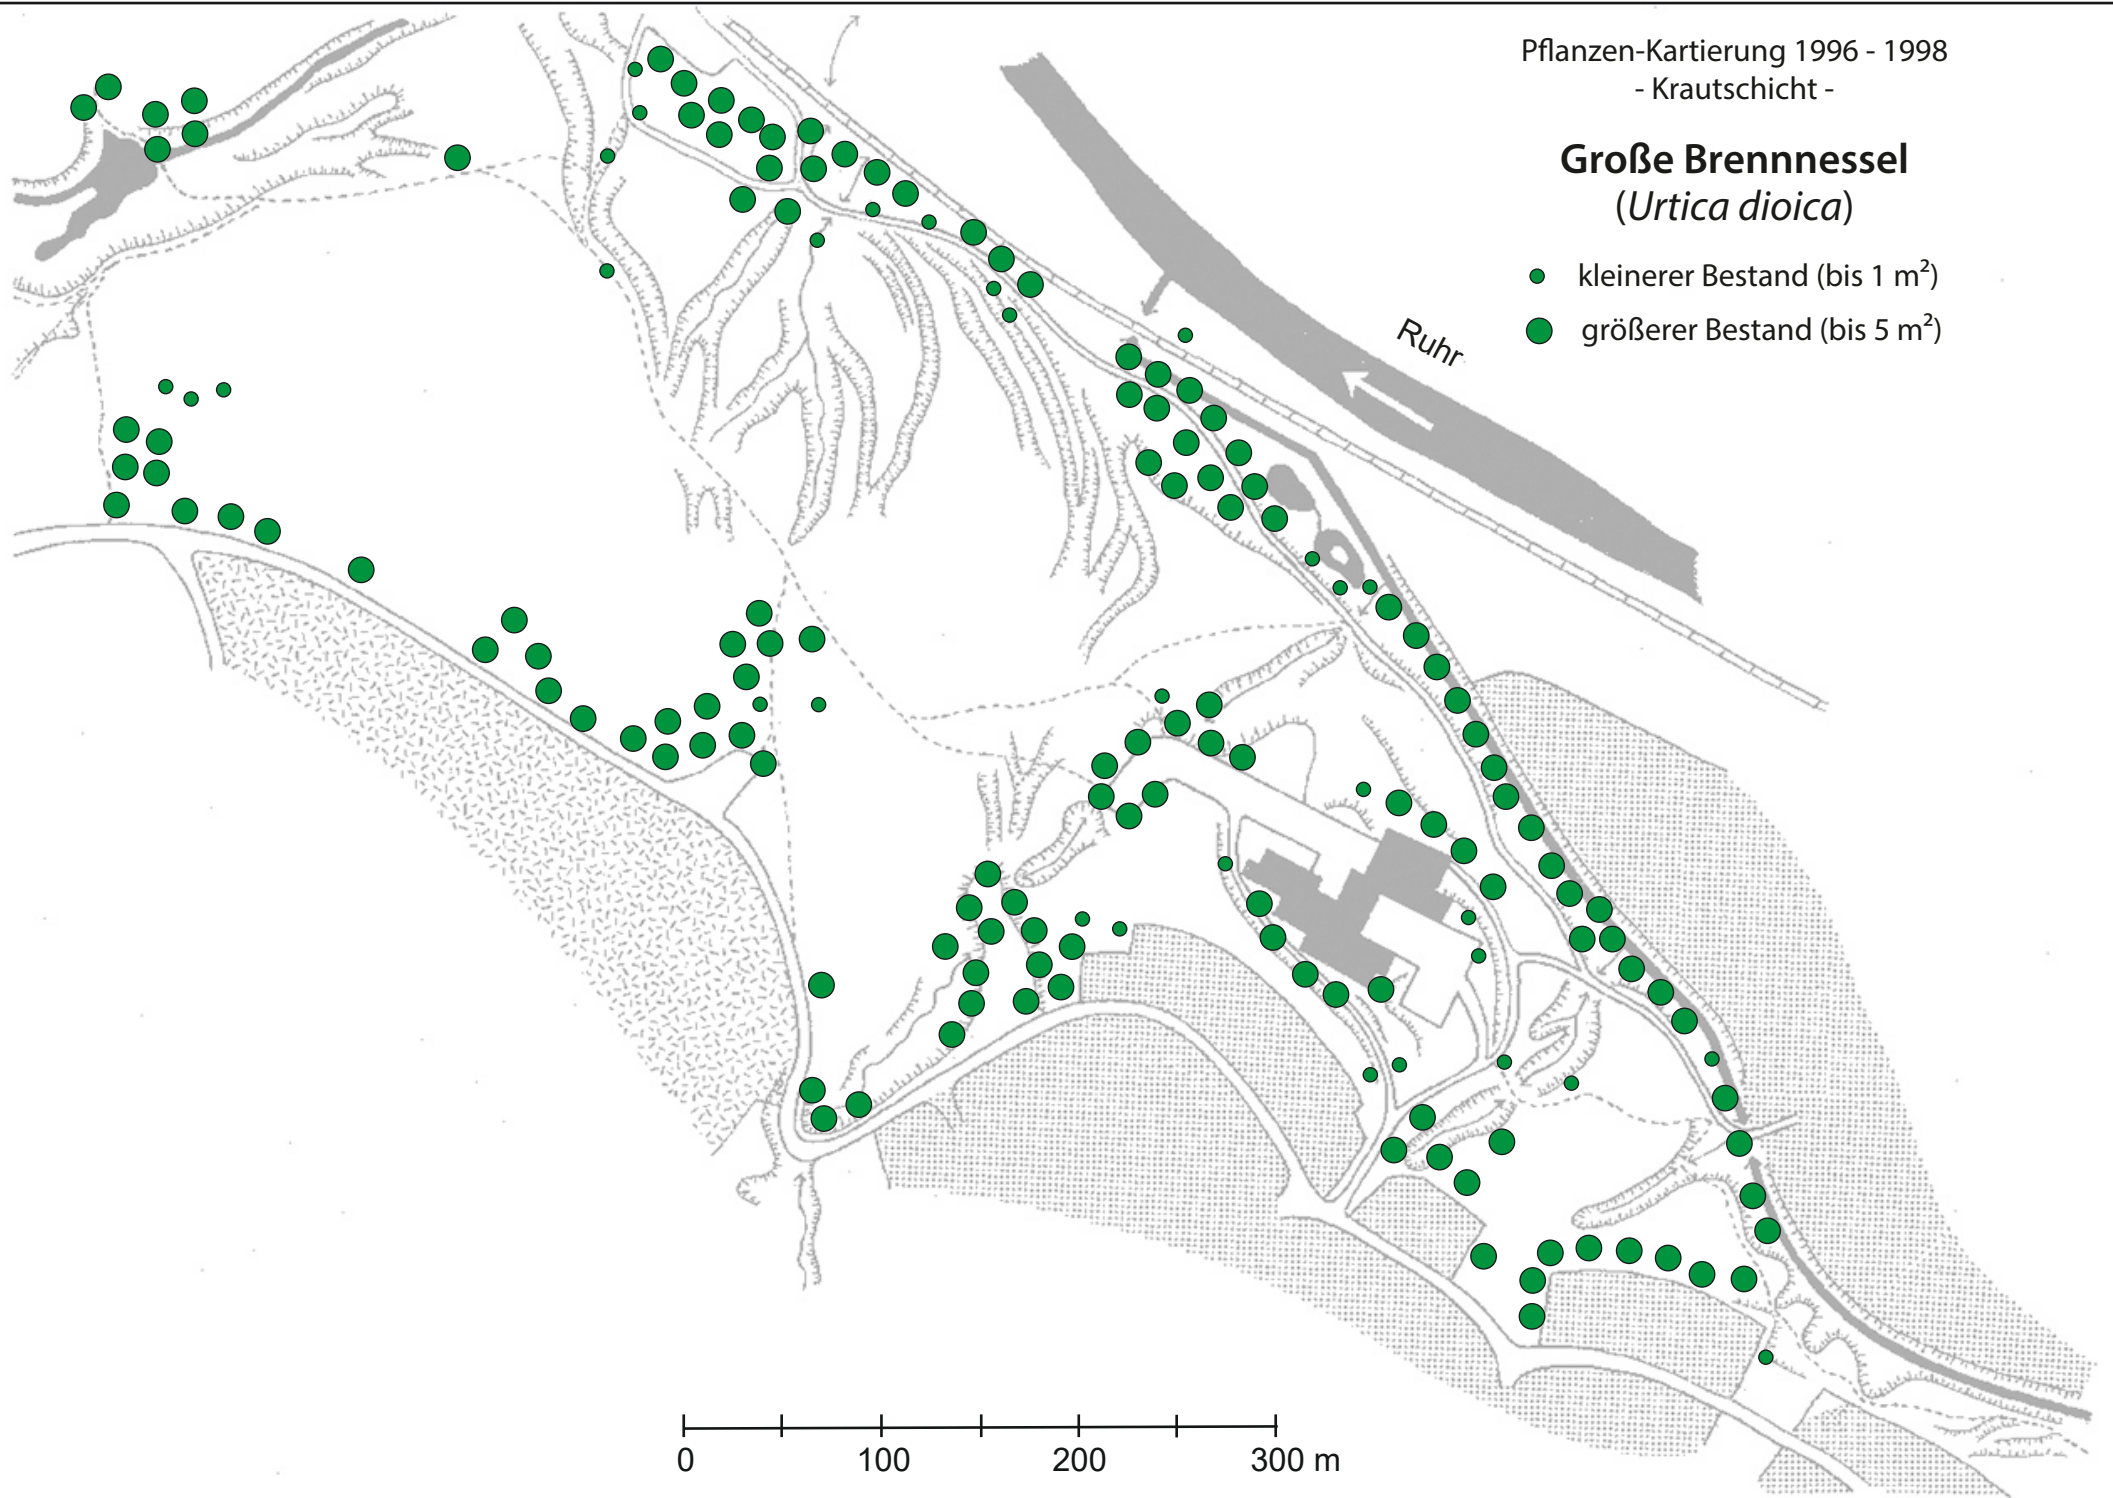 Pflanzen-Kartierung 1996 - 1998
- Krautschicht -
Große Brennnessel
(Urtica dioica)
kleinerer Bestand (bis 1 m²)
größerer Bestand (bis 5 m²)
Ruhr
0 100 200 300 m